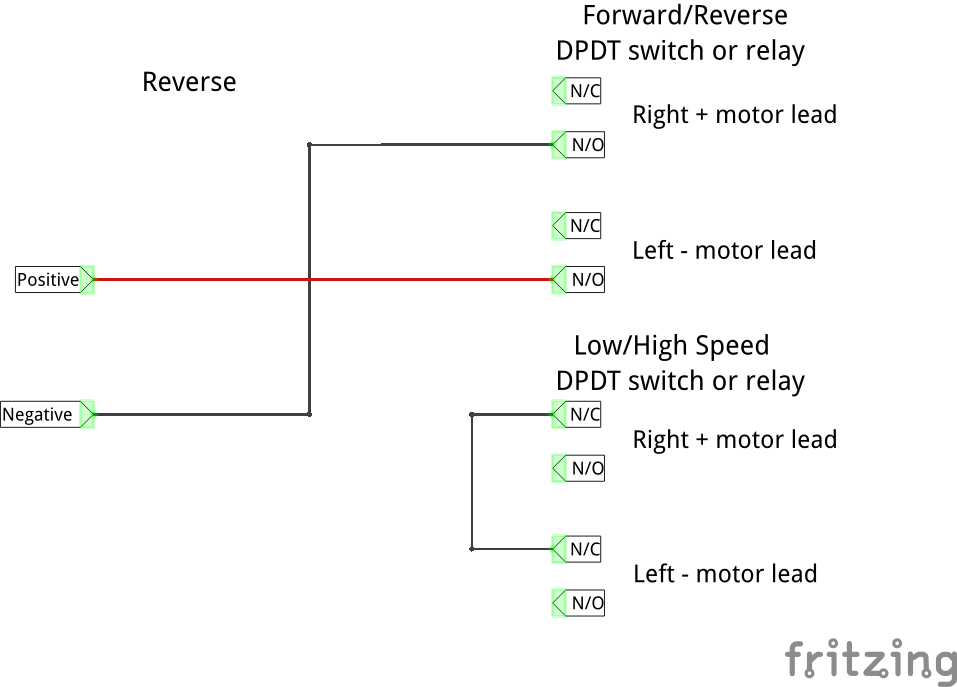 Forward/Reverse
DPDT switch or relay
Reverse
N/C
Right + motor lead
N/O
N/C
Left - motor lead
Positive
N/O
Low/High Speed
DPDT switch or relay
Negative
N/C
Right + motor lead
N/O
N/C
Left - motor lead
N/O
fritzing